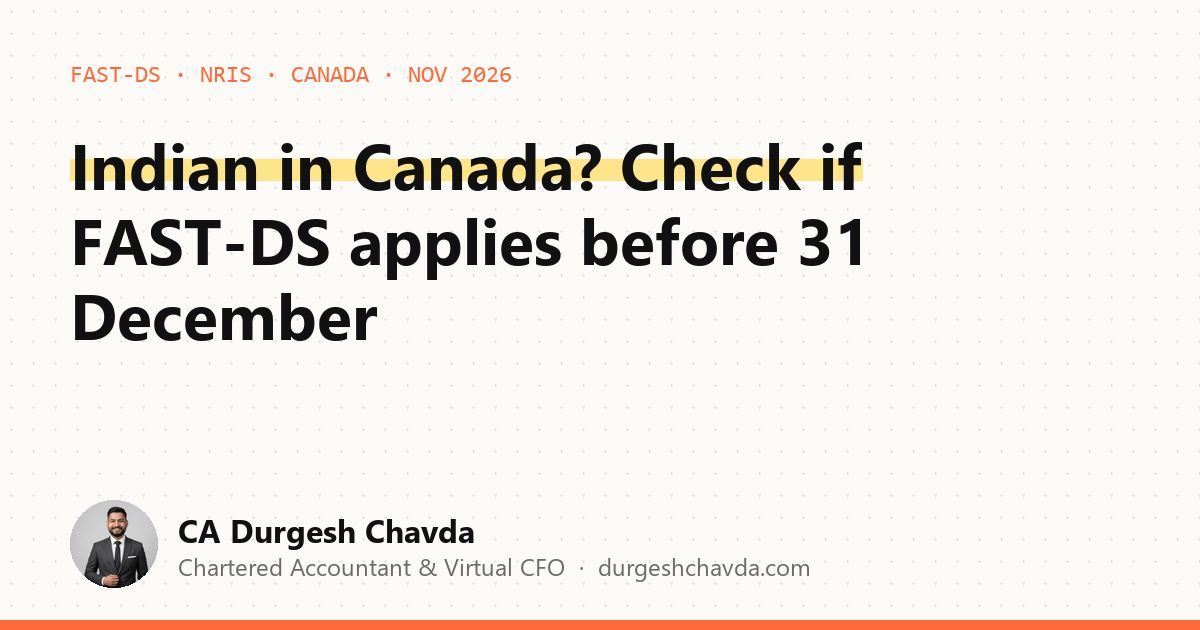 FAST-DS · NRIS · CANADA · NOV 2026
Indian in Canada? Check if
FAST-DS applies before 31
December
CA Durgesh Chavda
Chartered Accountant & Virtual CFO · durgeshchavda.com